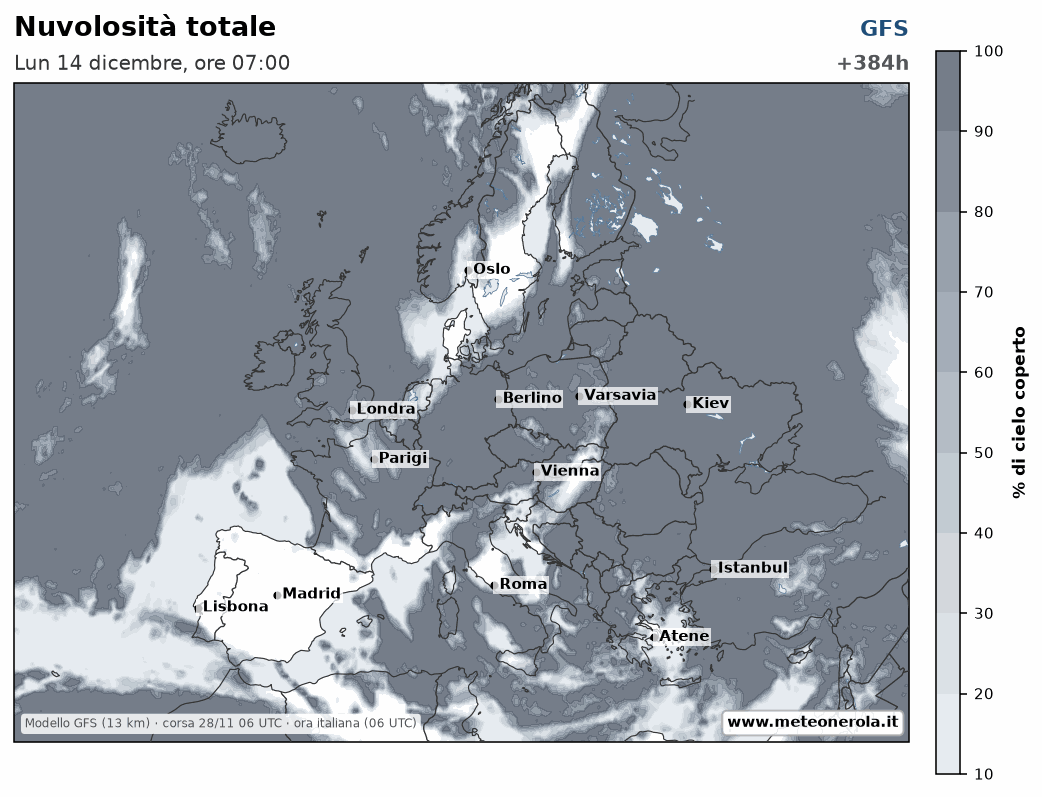 Nuvolosità totale
GFS
Lun 14 dicembre, ore 07:00
+384h
100
90
80
70
60
50
40
30
20
10
% di cielo coperto
Oslo
Londra
Berlino
Varsavia
Kiev
Parigi
Vienna
Istanbul
Roma
Madrid
Lisbona
Atene
Modello GFS (13 km) · corsa 28/11 06 UTC · ora italiana (06 UTC)
www.meteonerola.it